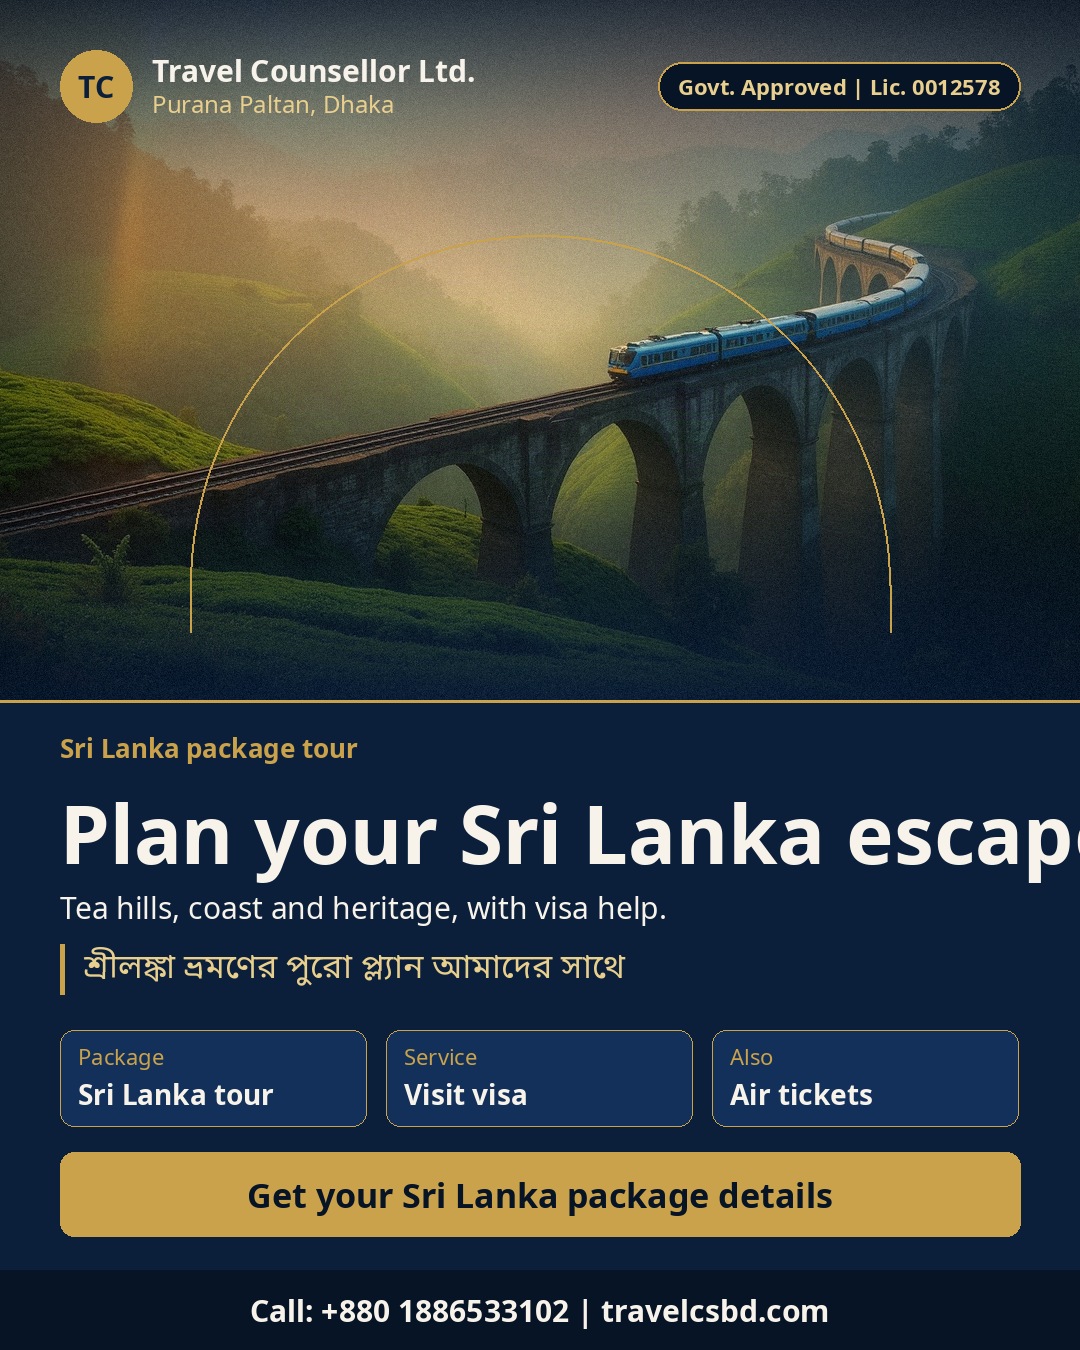 TC
Travel Counsellor Ltd.
Purana Paltan, Dhaka
Govt. Approved | Lic. 0012578
Sri Lanka package tour
Plan your Sri Lanka escap
Tea hills, coast and heritage, with visa help.
শ্রীলঙ্কা ভ্রমণের পুরো প্ল্যান আমাদের সাথে
Package
Sri Lanka tour
Service
Visit visa
Also
Air tickets
Get your Sri Lanka package details
Call: +880 1886533102 | travelcsbd.com